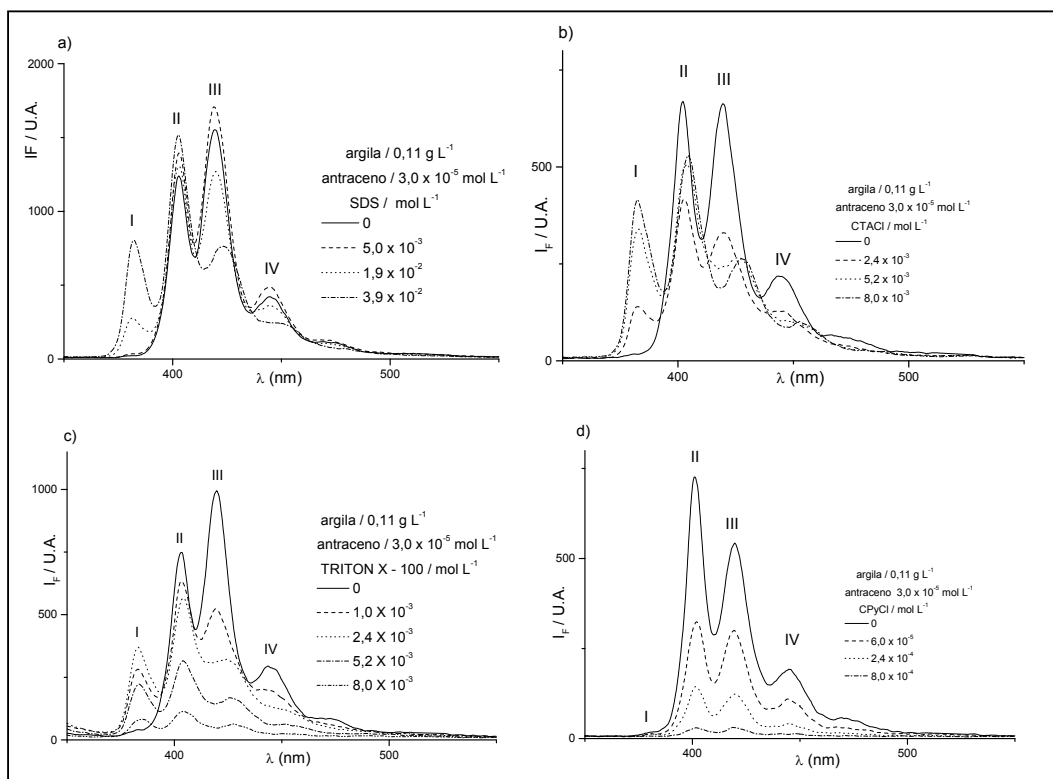 a)
2000
1000
0
IF / U.A.
I
II
III
IV
argila / 0,11 g L⁻¹
antraceno / 3,0 x 10⁻⁵ mol L⁻¹
SDS / mol L⁻¹
0
5,0 x 10⁻³
1,9 x 10⁻²
3,9 x 10⁻²
400
500
λ (nm)
b)
500
0
I_F / U.A.
I
II
III
IV
argila / 0,11 g L⁻¹
antraceno 3,0 x 10⁻⁵ mol L⁻¹
CTACl / mol L⁻¹
0
2,4 x 10⁻³
5,2 x 10⁻³
8,0 x 10⁻³
400
500
λ (nm)
c)
1000
500
0
I_F / U.A.
I
II
III
IV
argila / 0,11 g L⁻¹
antraceno / 3,0 x 10⁻⁵ mol L⁻¹
TRITON X - 100 / mol L⁻¹
0
1,0 X 10⁻³
2,4 X 10⁻³
5,2 X 10⁻³
8,0 X 10⁻³
400
500
λ (nm)
d)
500
0
I_F / U.A.
I
II
III
IV
argila / 0,11 g L⁻¹
antraceno 3,0 x 10⁻⁵ mol L⁻¹
CPyCl / mol L⁻¹
0
6,0 x 10⁻⁵
2,4 x 10⁻⁴
8,0 x 10⁻⁴
400
500
λ (nm)